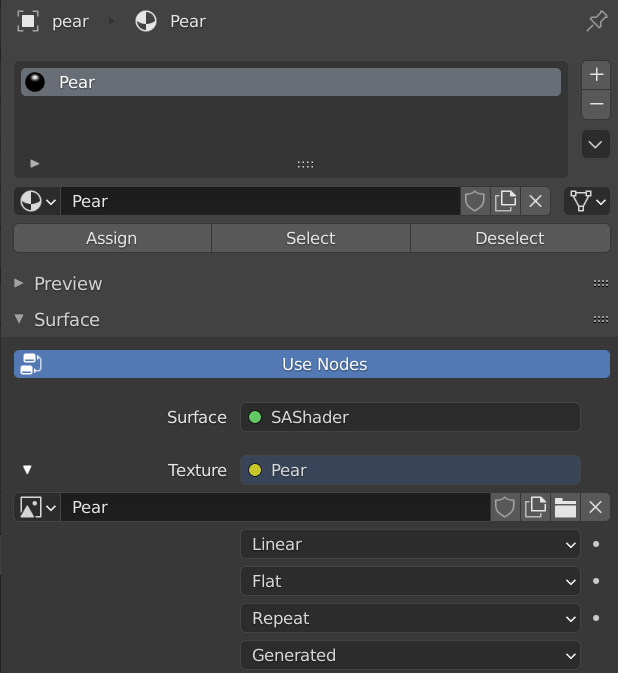 pear Pear
Pear
Pear
Assign Select Deselect
Preview
Surface
Use Nodes
Surface SAShader
Texture Pear
Pear
Linear
Flat
Repeat
Generated